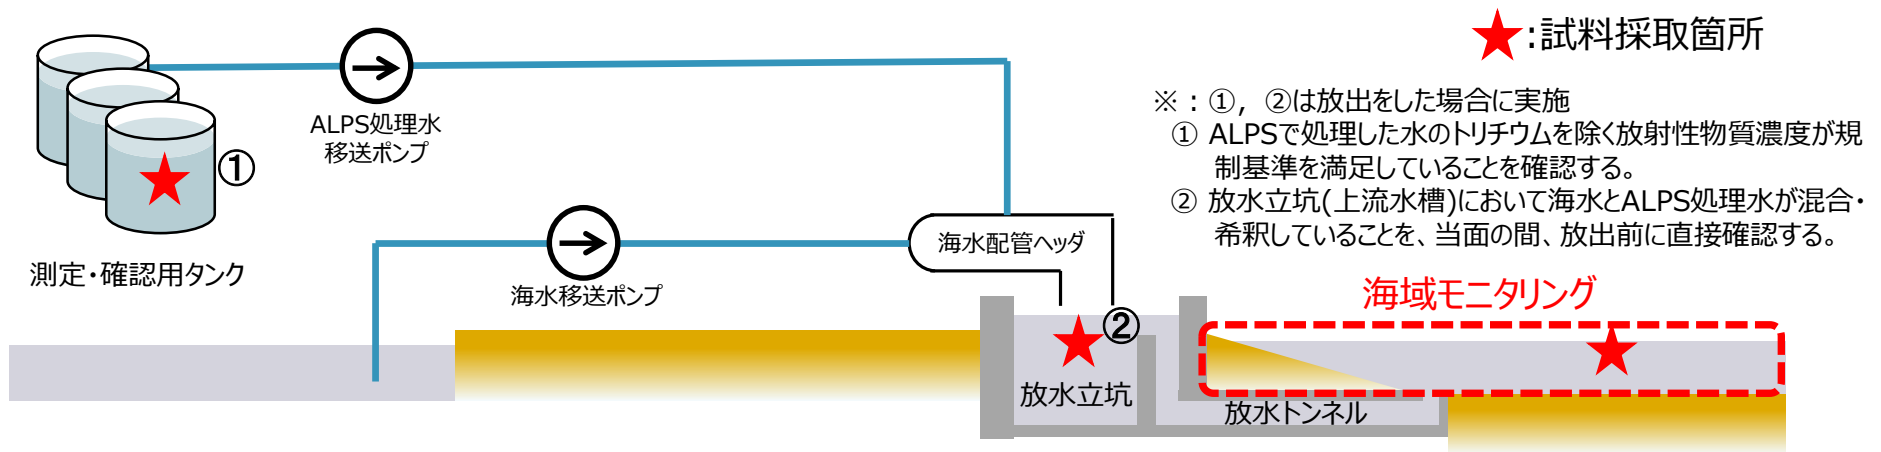 ★:試料採取箇所
※:①,②は放出をした場合に実施
① ALPSで処理した水のトリチウムを除く放射性物質濃度が規
制基準を満足していることを確認する。
② 放水立坑(上流水槽)において海水とALPS処理水が混合・
希釈していることを、当面の間、放出前に直接確認する。
ALPS処理水
移送ポンプ
①
測定・確認用タンク
海水配管ヘッダ
海水移送ポンプ
海域モニタリング
②
放水立坑
放水トンネル